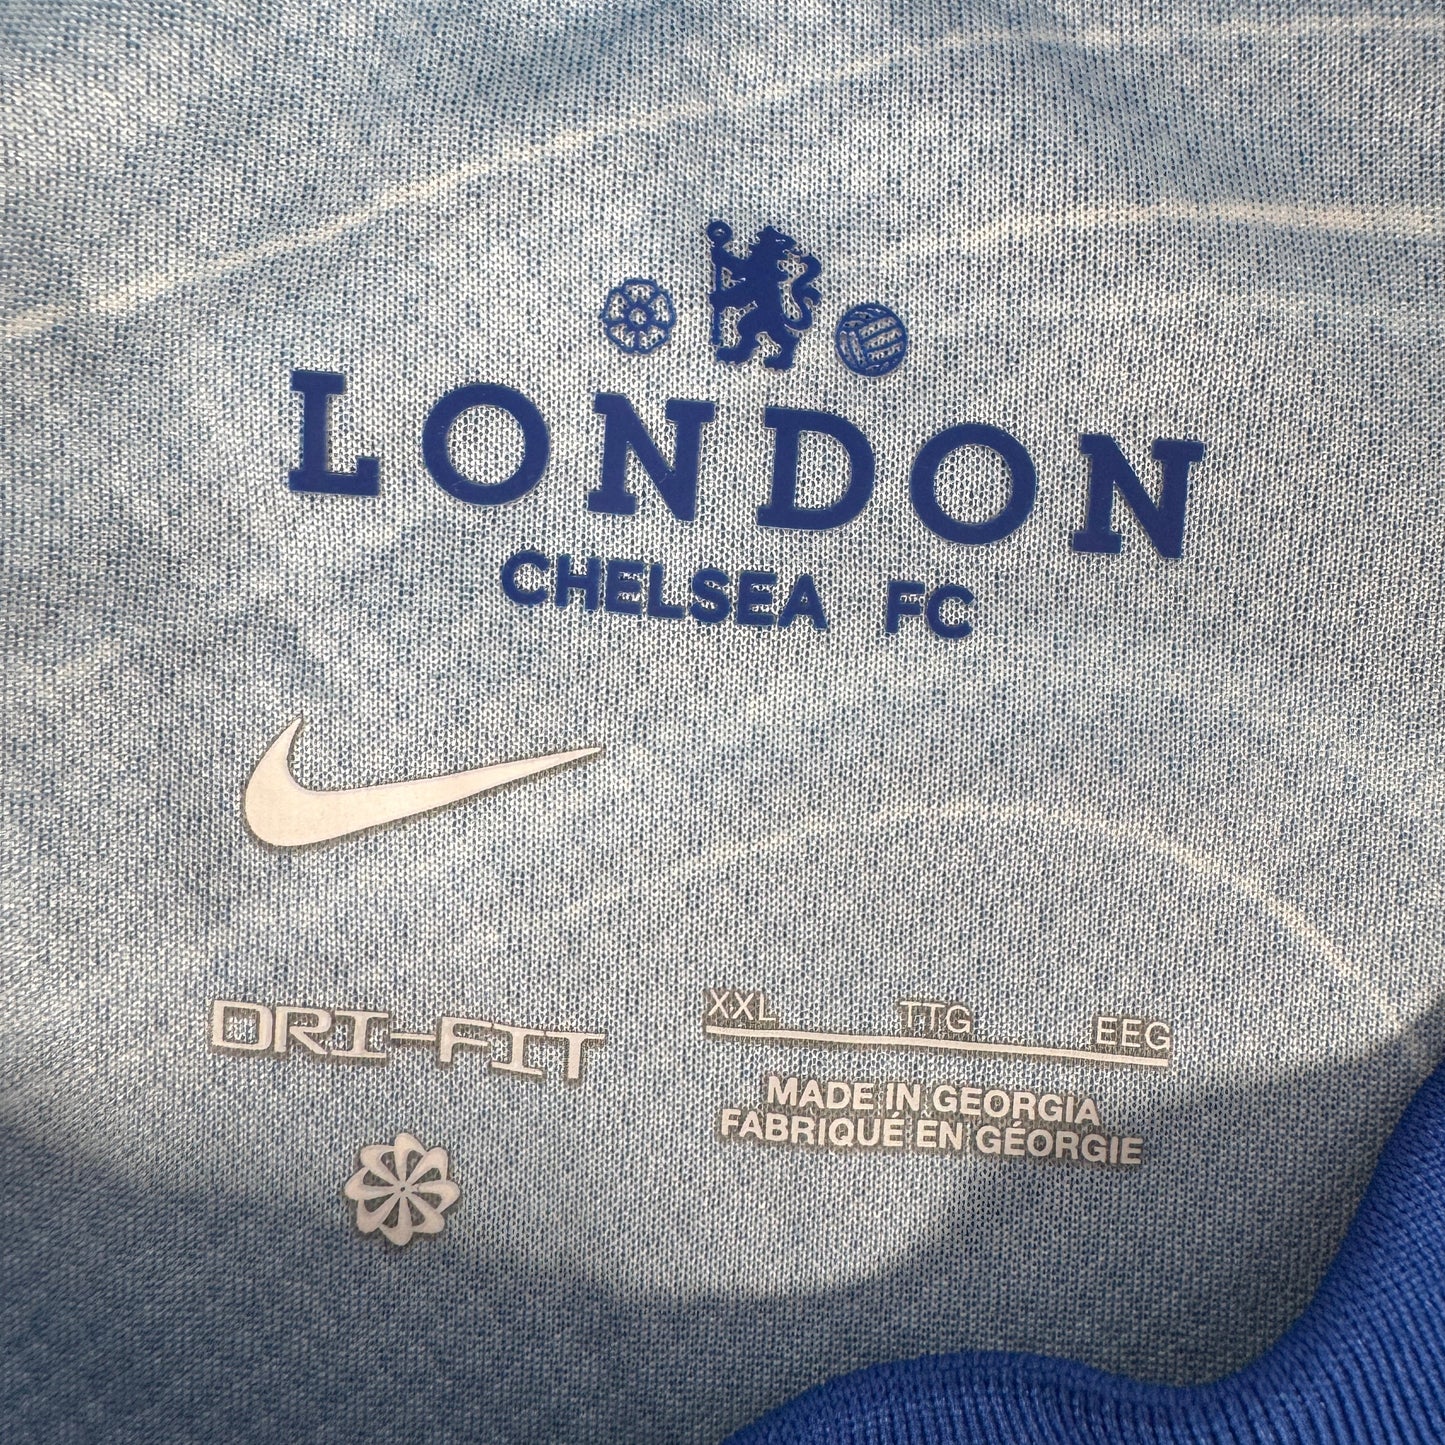 LONDON
CHELSEA FC
DRI-FIT
XXL TTG EEG
MADE IN GEORGIA
FABRIQUÉ EN GÉORGIE